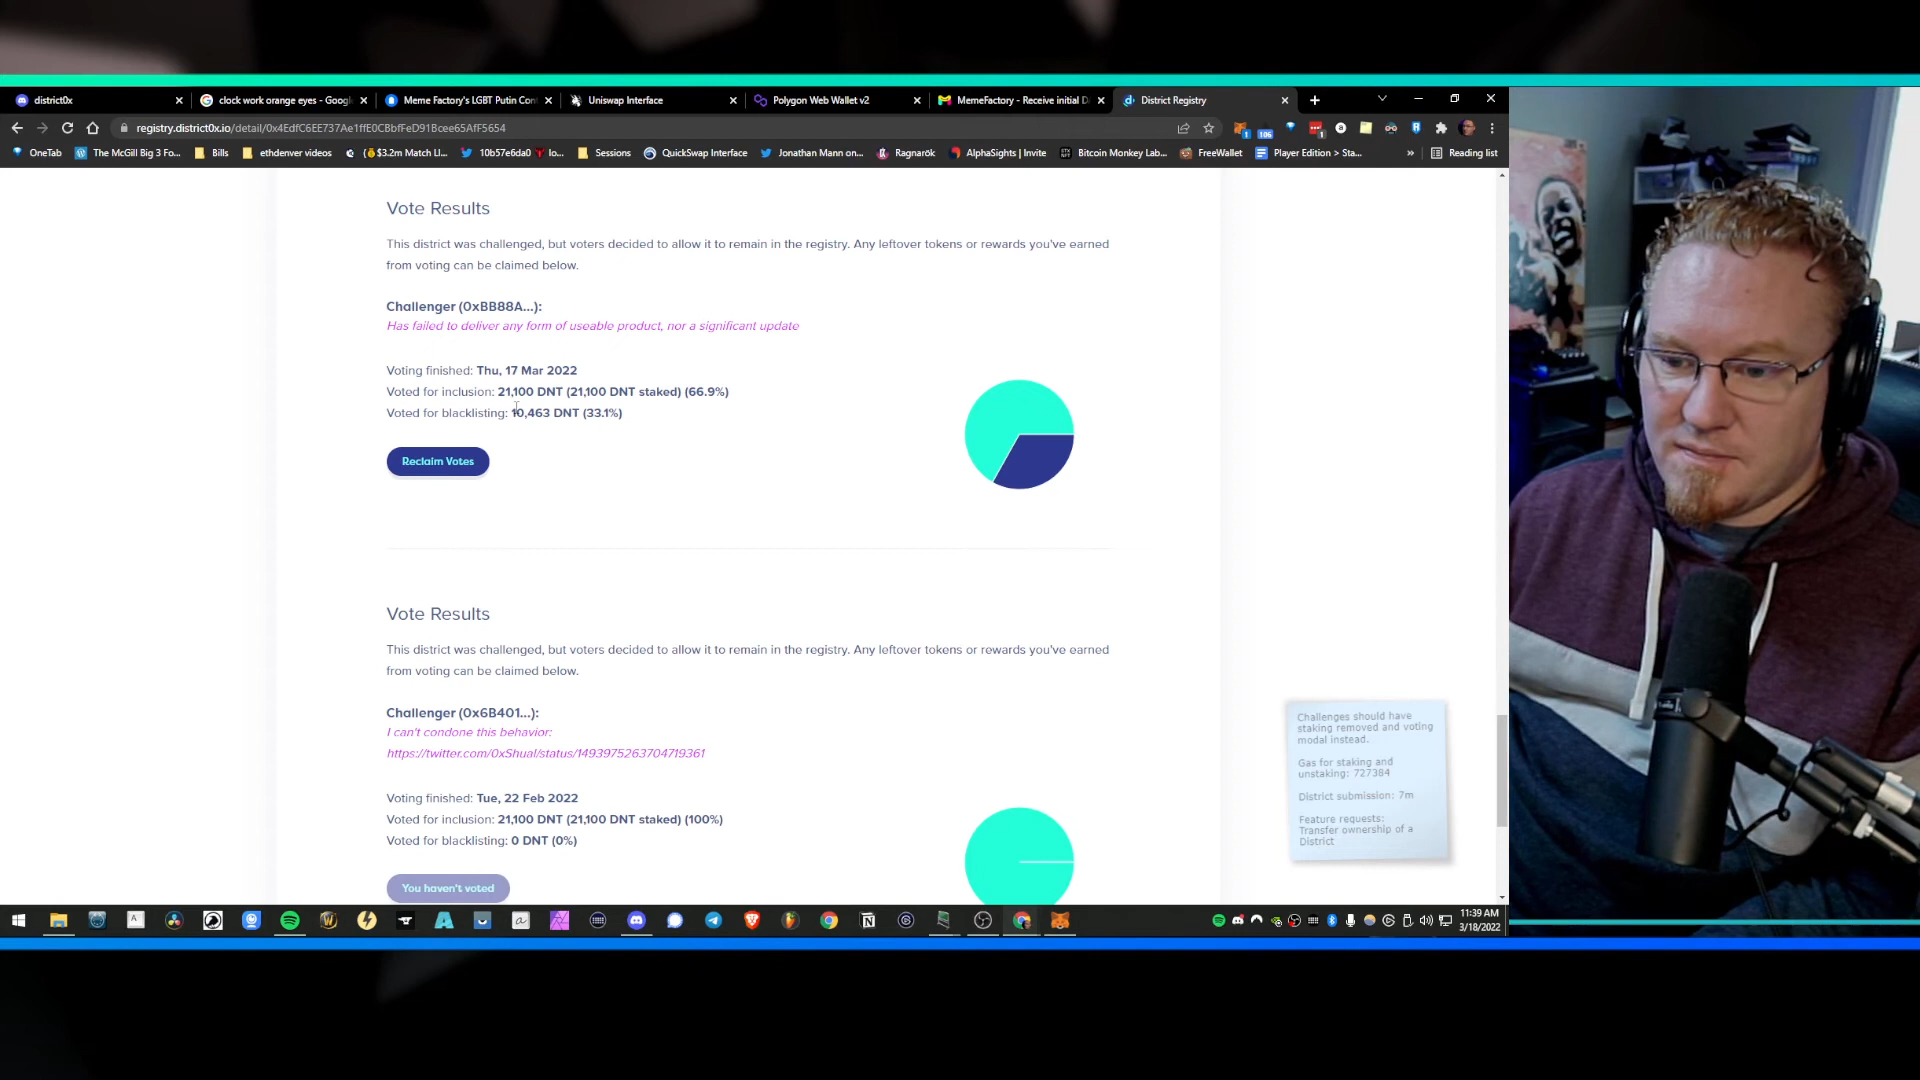 district0x
clock work orange eyes - Google
Meme Factory's LGBT Putin Con
Uniswap Interface
Polygon Web Wallet v2
MemeFactory - Receive initial D
District Registry
registry.district0x.io/detail/0x4EdfC6EE737Ae1ffE0CBbfFeD91Bcee65AfF5654
OneTab
The McGill Big 3 Fo...
Bills
ethdenver videos
($3.2m Match LI...
10b57e6da0
Io...
Sessions
QuickSwap Interface
Jonathan Mann on...
Ragnarök
AlphaSights | Invite
Bitcoin Monkey Lab...
FreeWallet
Player Edition > Sta...
»
Reading list
Vote Results
This district was challenged, but voters decided to allow it to remain in the registry. Any leftover tokens or rewards you've earned
from voting can be claimed below.
Challenger (0xBB88A...):
Has failed to deliver any form of useable product, nor a significant update
Voting finished: Thu, 17 Mar 2022
Voted for inclusion: 21,100 DNT (21,100 DNT staked) (66.9%)
Voted for blacklisting: 10,463 DNT (33.1%)
Reclaim Votes
Vote Results
This district was challenged, but voters decided to allow it to remain in the registry. Any leftover tokens or rewards you've earned
from voting can be claimed below.
Challenger (0x6B401...):
I can't condone this behavior:
https://twitter.com/0xShual/status/1493975263704719361
Voting finished: Tue, 22 Feb 2022
Voted for inclusion: 21,100 DNT (21,100 DNT staked) (100%)
Voted for blacklisting: 0 DNT (0%)
You haven't voted
Challenges should have
staking removed and voting
modal instead.
Gas for staking and
unstaking: 727384
District submission: 7m
Feature requests:
Transfer ownership of a
District
11:39 AM
3/18/2022